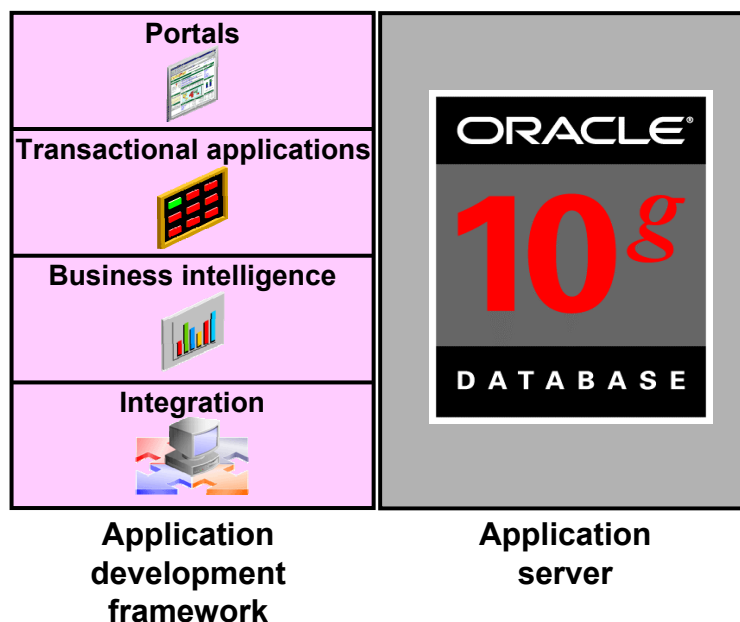 Portals
Transactional applications
Business intelligence
Integration
Application
development
framework
ORACLE®
10g
DATABASE
Application
server